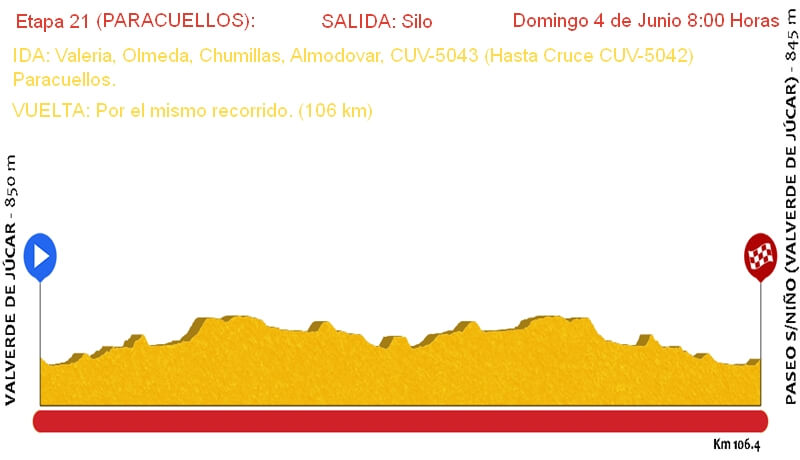 Etapa 21 (PARACUELLOS): SALIDA: Silo Domingo 4 de Junio 8:00 Horas
IDA: Valeria, Olmeda, Chumillas, Almodovar, CUV-5043 (Hasta Cruce CUV-5042)
Paracuellos.
VUELTA: Por el mismo recorrido. (106 km)
VALVERDE DE JÚCAR - 850 m
PASEO S/NIÑO (VALVERDE DE JÚCAR) - 845 m
Km 106.4